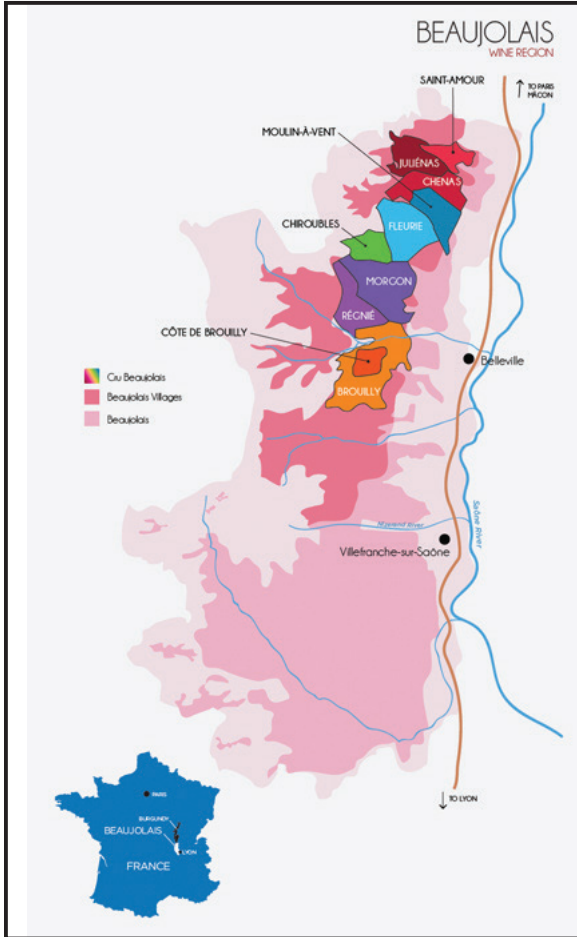 BEAUJOLAIS
WINE REGION
TO PARIS
MÂCON
SAINT-AMOUR
MOULIN-À-VENT
JULIÉNAS
CHENAS
CHIROUBLES
FLEURIE
MORGON
RÉGNIÉ
CÔTE DE BROUILLY
Belleville
BROUILLY
Cru Beaujolais
Beaujolais Villages
Beaujolais
Saône River
Villefranche-sur-Saône
TO LYON
PARIS
BURGUNDY
BEAUJOLAIS
LYON
FRANCE